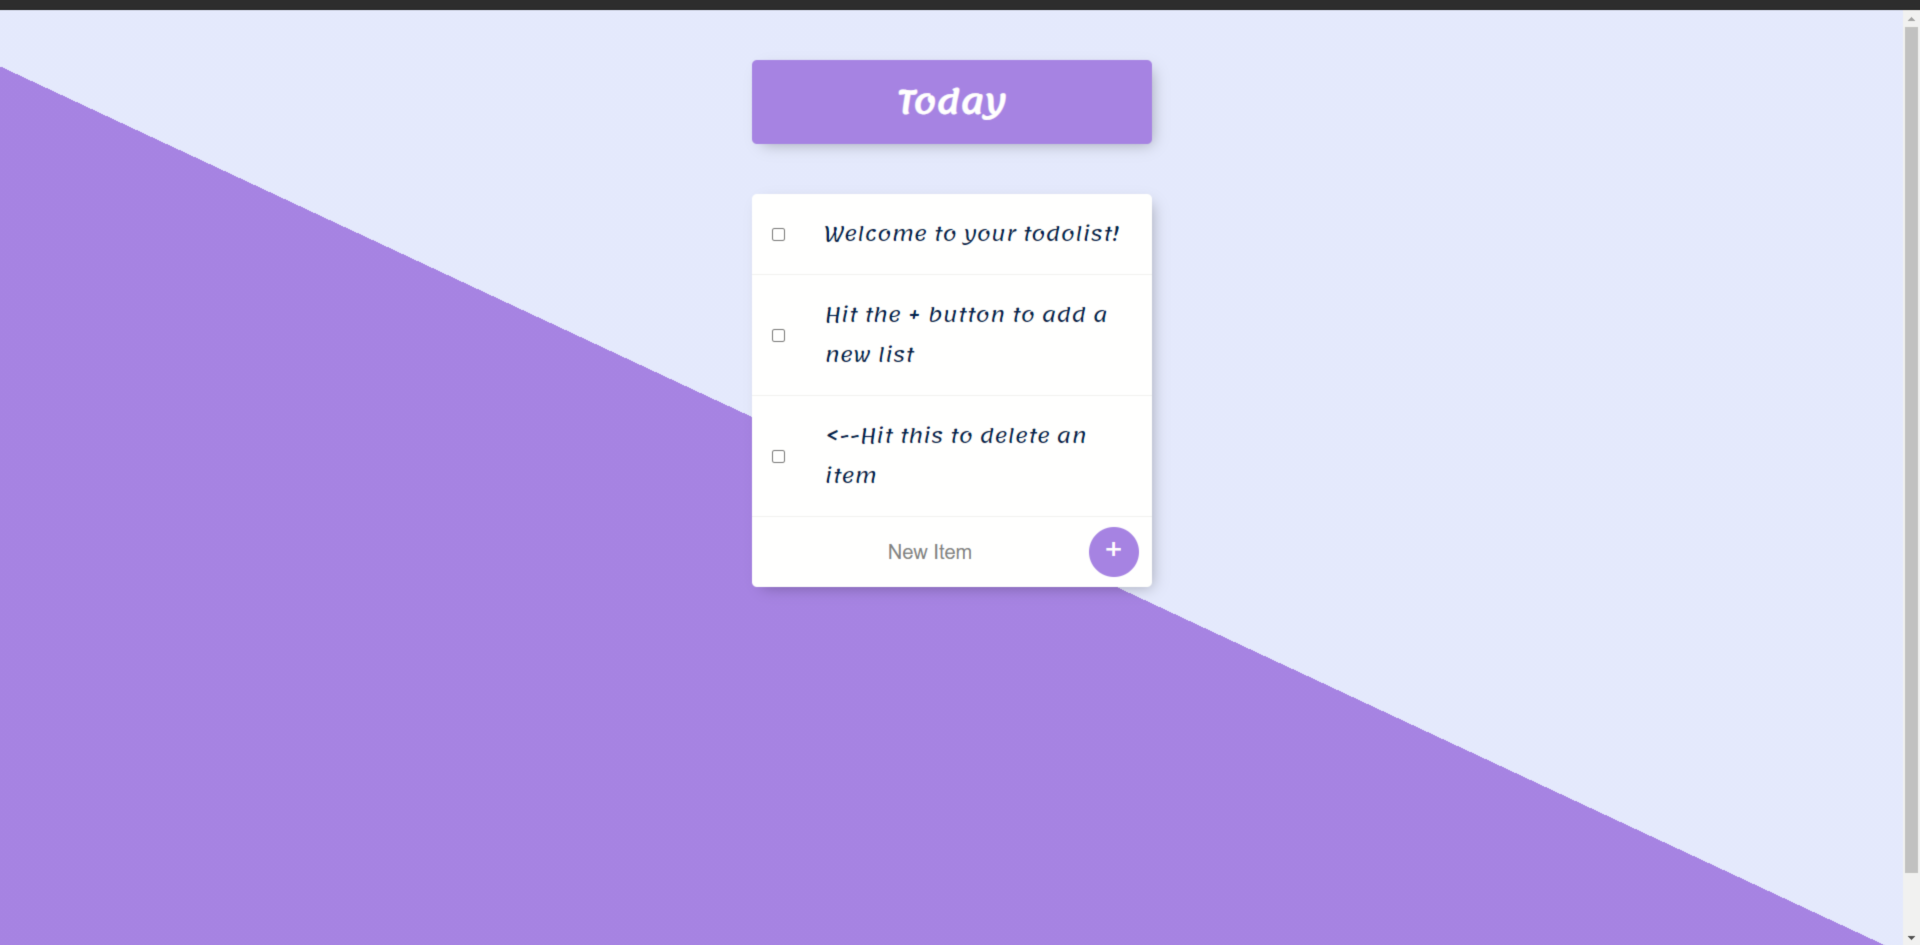 Today
Welcome to your todolist!
Hit the + button to add a
new list
<--Hit this to delete an
item
New Item
+